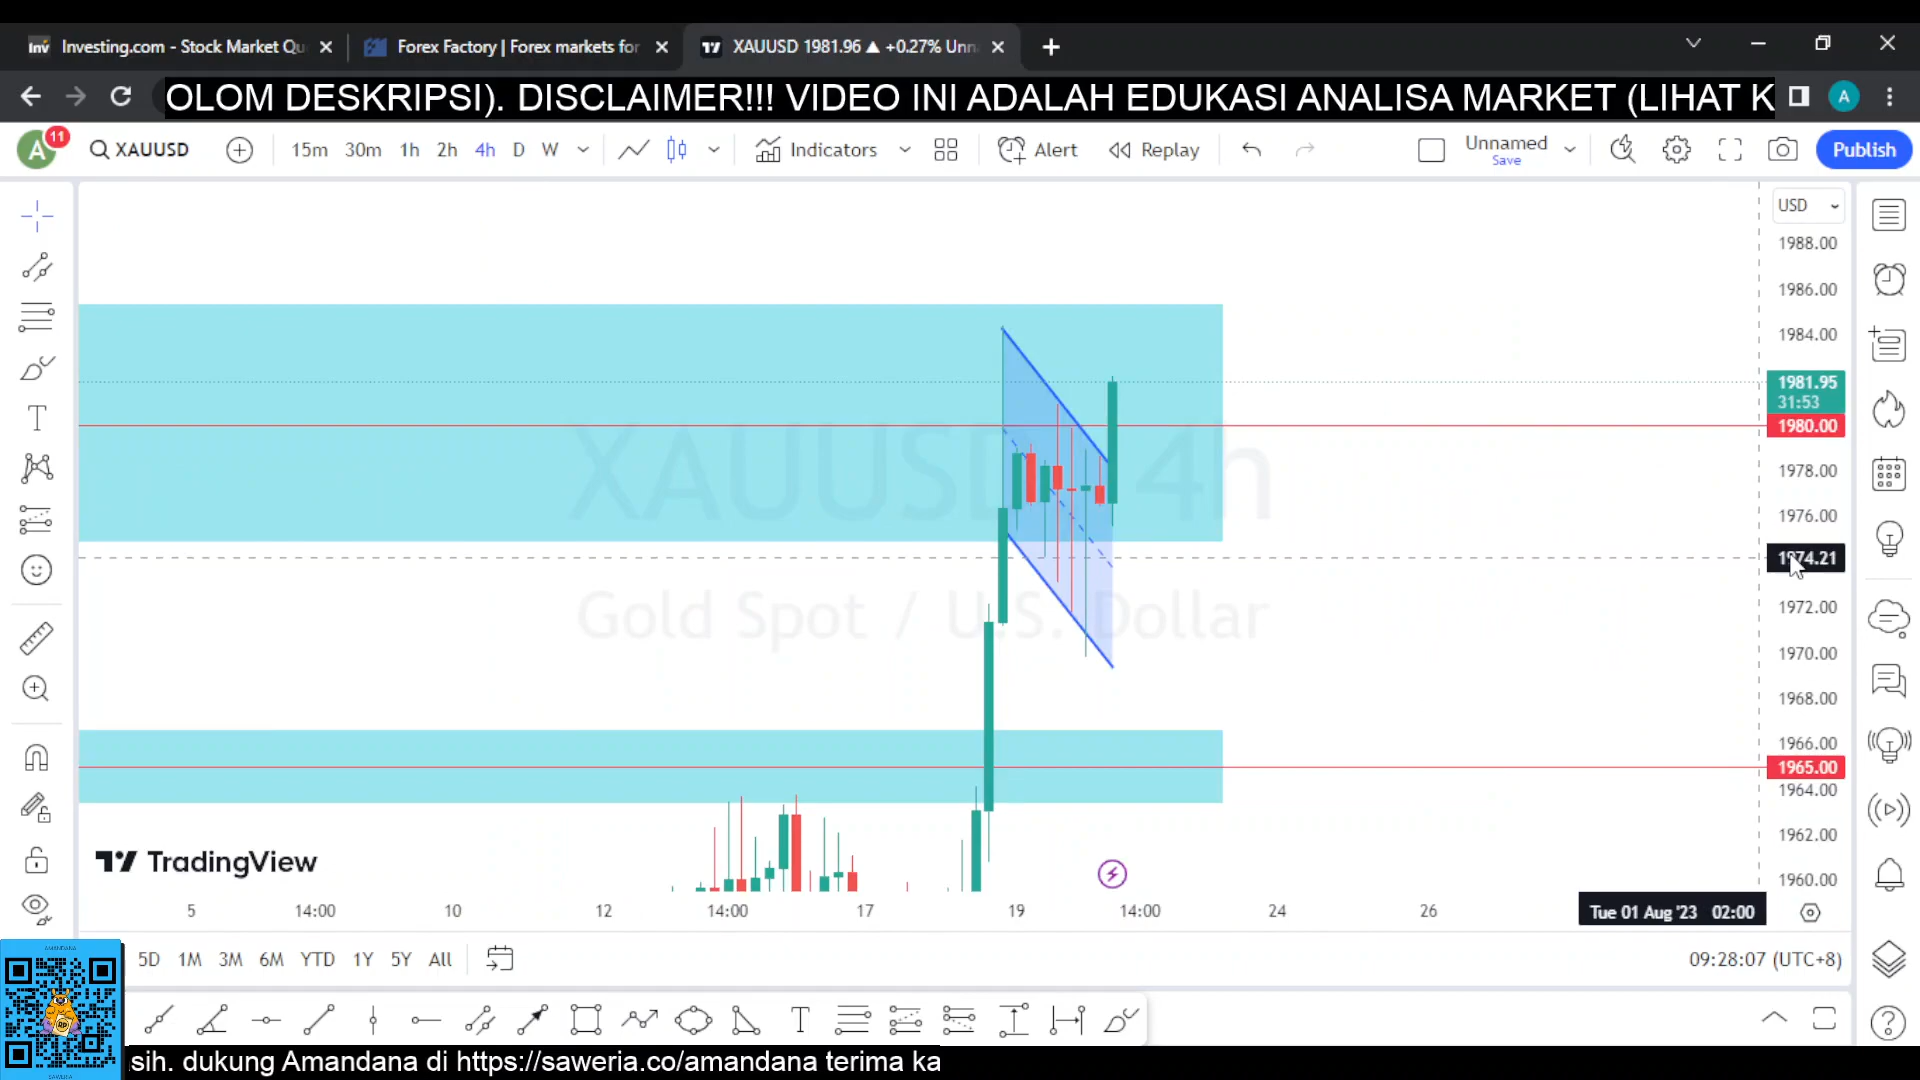 Investing.com - Stock Market Qu
Forex Factory | Forex markets for
XAUUSD 1981.96 ▲ +0.27% Unn
OLOM DESKRIPSI). DISCLAIMER!!! VIDEO INI ADALAH EDUKASI ANALISA MARKET (LIHAT K
A
A 11 XAUUSD 15m 30m 1h 2h 4h D W Indicators Alert Replay Unnamed Save Publish
USD
1988.00
1986.00
1984.00
1981.95
31:53
1980.00
1978.00
1976.00
1974.21
1972.00
1970.00
1968.00
1966.00
1965.00
1964.00
1962.00
1960.00
XAUUSD 4h
Gold Spot / U.S. Dollar
TradingView
5 14:00 10 12 14:00 17 19 14:00 24 26 Tue 01 Aug '23 02:00
5D 1M 3M 6M YTD 1Y 5Y All 09:28:07 (UTC+8)
AMANDANA
SAWERIA
sih. dukung Amandana di https://saweria.co/amandana terima ka